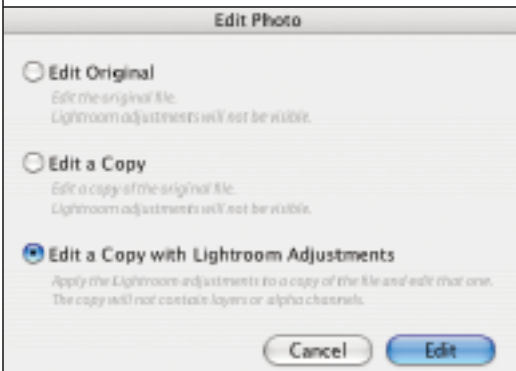 Edit Photo
Edit Original
Edit the original file.
Lightroom adjustments will not be visible.
Edit a Copy
Edit a copy of the original file.
Lightroom adjustments will not be visible.
Edit a Copy with Lightroom Adjustments
Apply the Lightroom adjustments to a copy of the file and edit that one.
The copy will not contain layers or alpha channels.
Cancel Edit